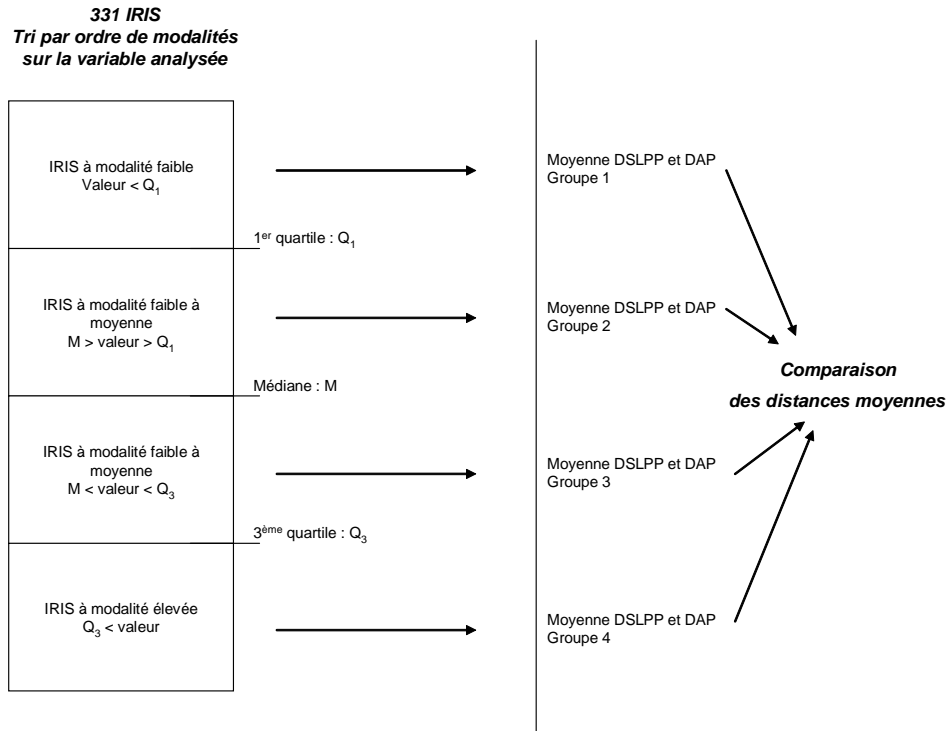 331 IRIS
Tri par ordre de modalités
sur la variable analysée
IRIS à modalité faible
Valeur < Q1
1er quartile : Q1
IRIS à modalité faible à
moyenne
M > valeur > Q1
Médiane : M
IRIS à modalité faible à
moyenne
M < valeur < Q3
3ème quartile : Q3
IRIS à modalité élevée
Q3 < valeur
Moyenne DSLPP et DAP
Groupe 1
Moyenne DSLPP et DAP
Groupe 2
Moyenne DSLPP et DAP
Groupe 3
Moyenne DSLPP et DAP
Groupe 4
Comparaison
des distances moyennes